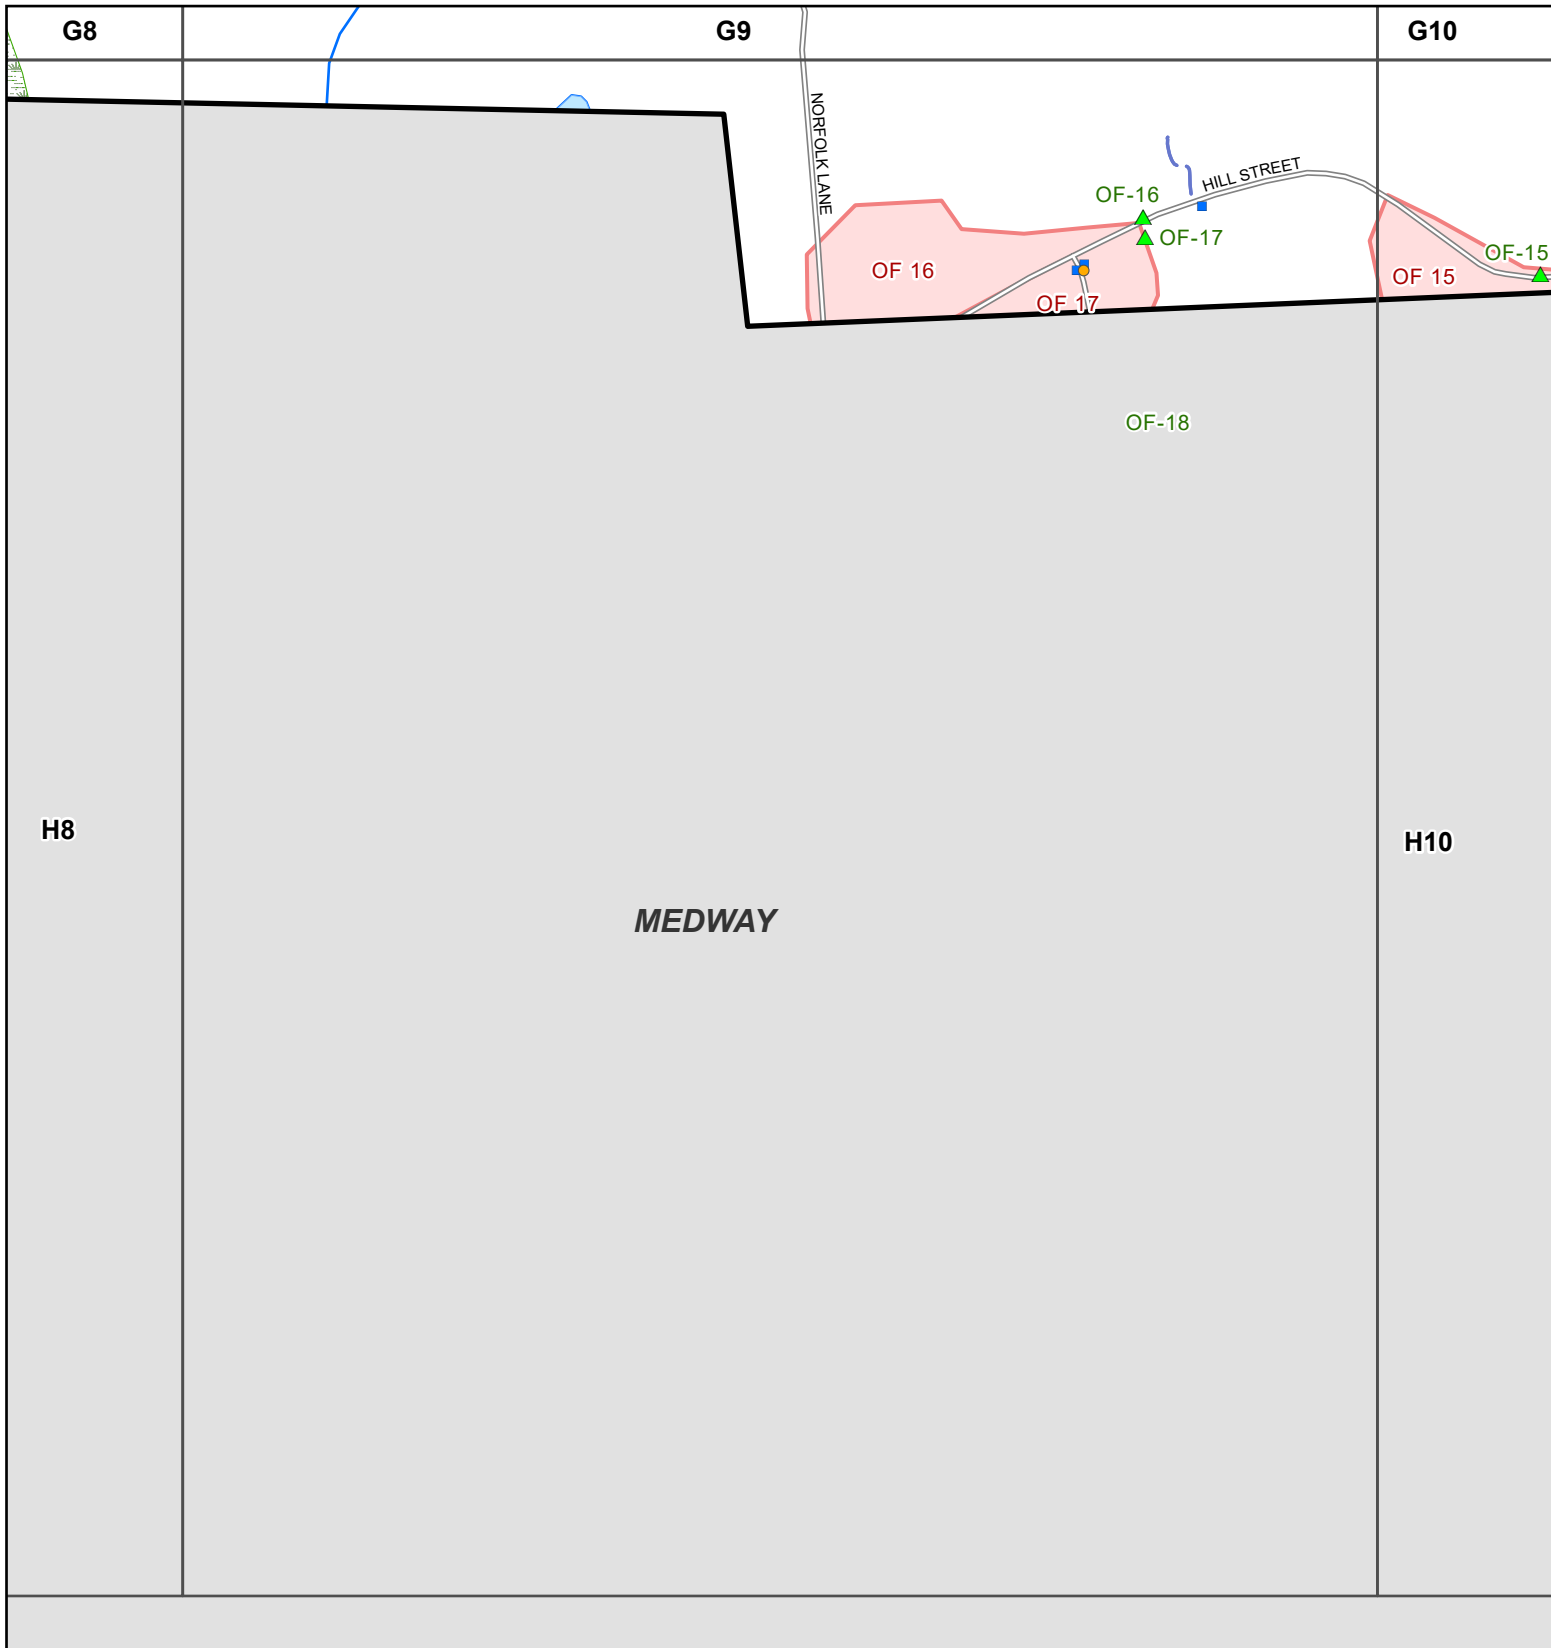 G8
G9
G10
NORFOLK LANE
HILL STREET
OF-16
OF-17
OF-15
OF 16
OF 15
OF 17
OF-18
H8
H10
MEDWAY